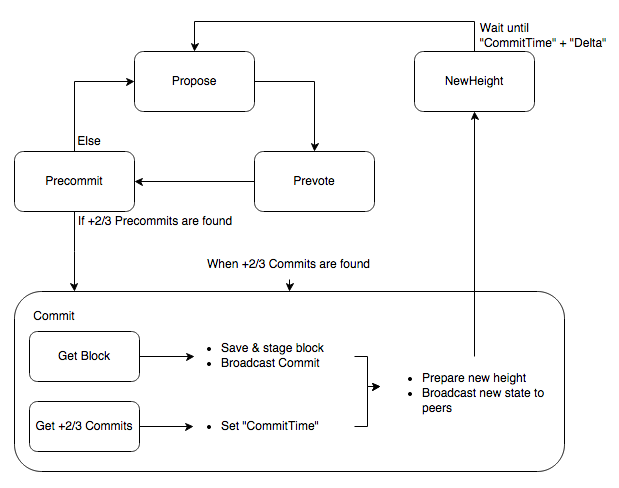 Wait until
"CommitTime" + "Delta"
Propose
NewHeight
Else
Precommit
Prevote
If +2/3 Precommits are found
When +2/3 Commits are found
Commit
Get Block
• Save & stage block
• Broadcast Commit
• Prepare new height
• Broadcast new state to
peers
Get +2/3 Commits
• Set "CommitTime"